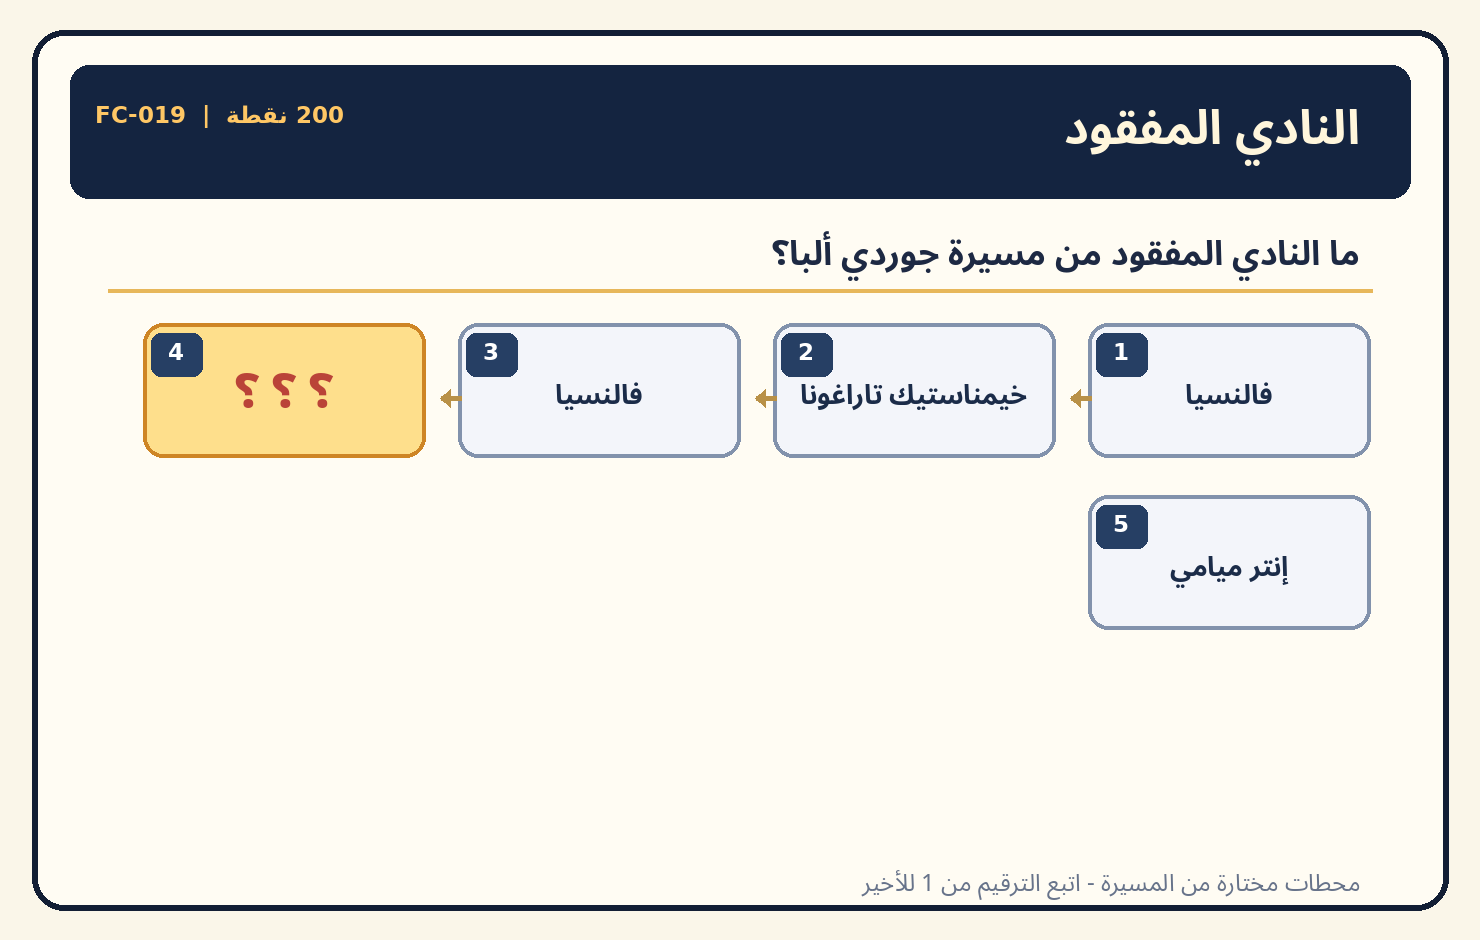 النادي المفقود
200 نقطة | FC-019
ما النادي المفقود من مسيرة جوردي ألبا؟
1
فالنسيا
2
خيمناستيك تاراغونا
3
فالنسيا
4
؟ ؟ ؟
5
إنتر ميامي
محطات مختارة من المسيرة - اتبع الترقيم من 1 للأخير